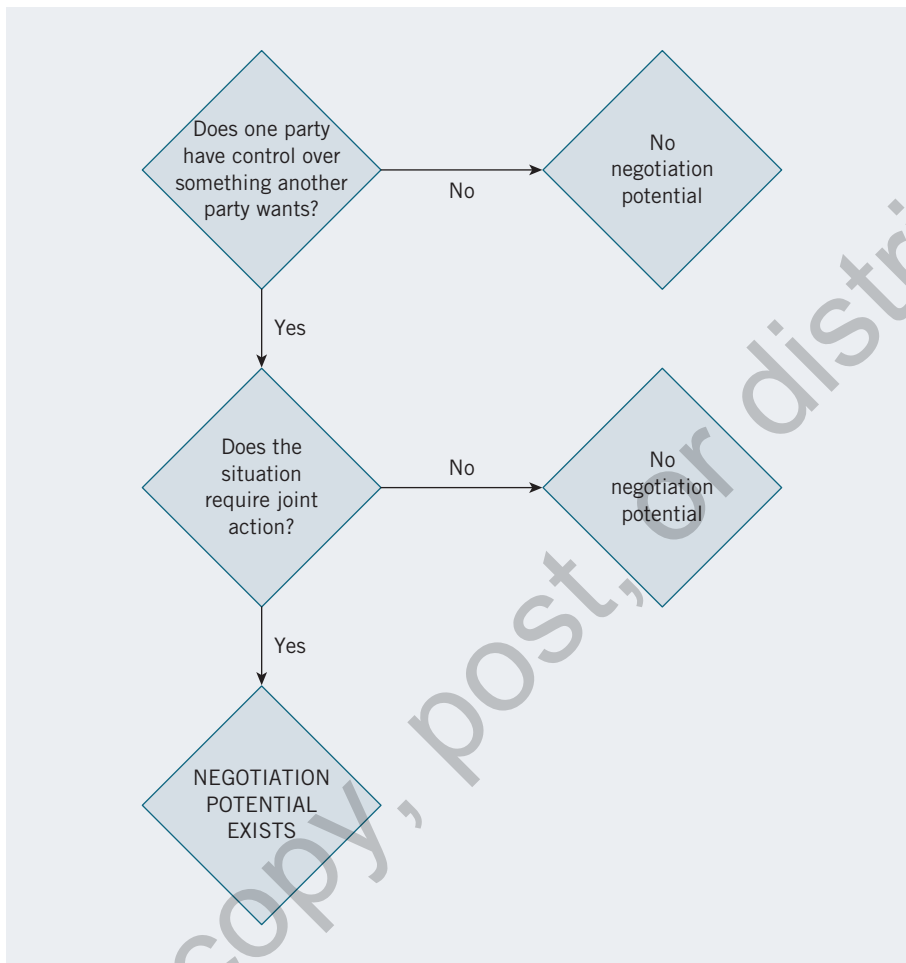 Does one party
have control over
something another
party wants?
No
No
negotiation
potential
Yes
Does the
situation
require joint
action?
No
No
negotiation
potential
Yes
NEGOTIATION
POTENTIAL
EXISTS
copy, post, or distri